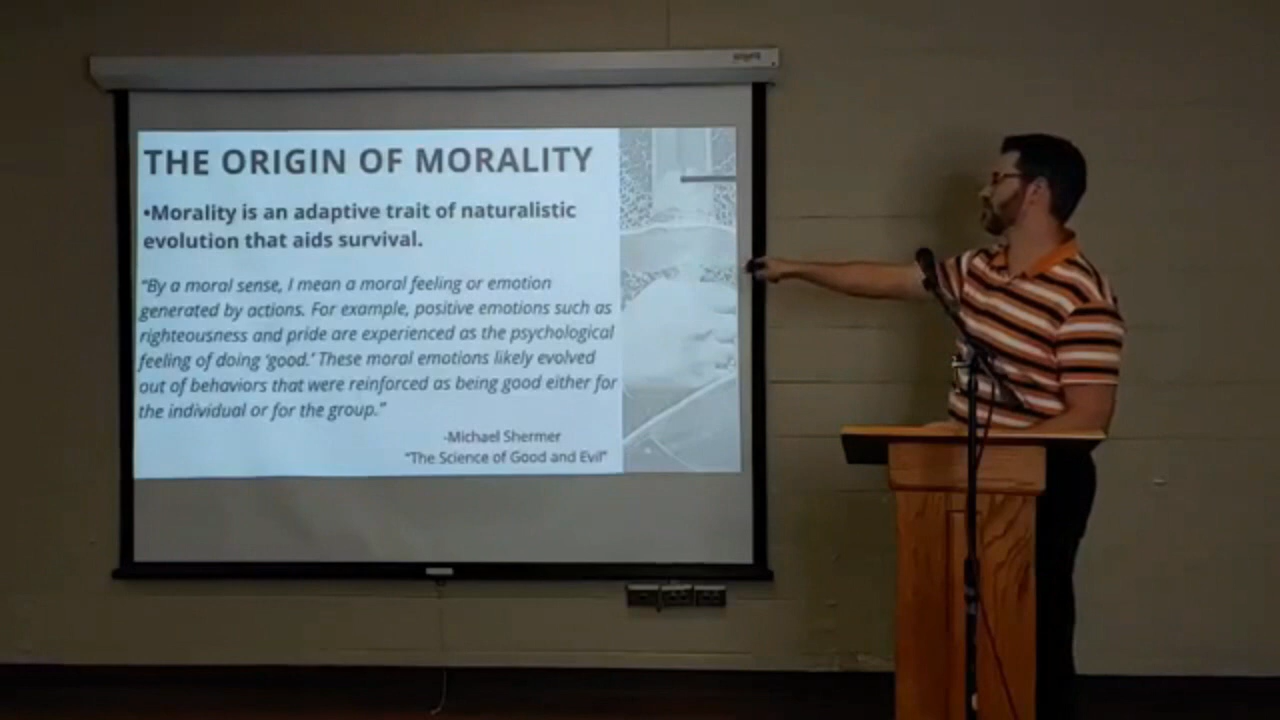 THE ORIGIN OF MORALITY
•Morality is an adaptive trait of naturalistic
evolution that aids survival.
“By a moral sense, I mean a moral feeling or emotion
generated by actions. For example, positive emotions such as
righteousness and pride are experienced as the psychological
feeling of doing ‘good.’ These moral emotions likely evolved
out of behaviors that were reinforced as being good either for
the individual or for the group.”
-Michael Shermer
“The Science of Good and Evil”